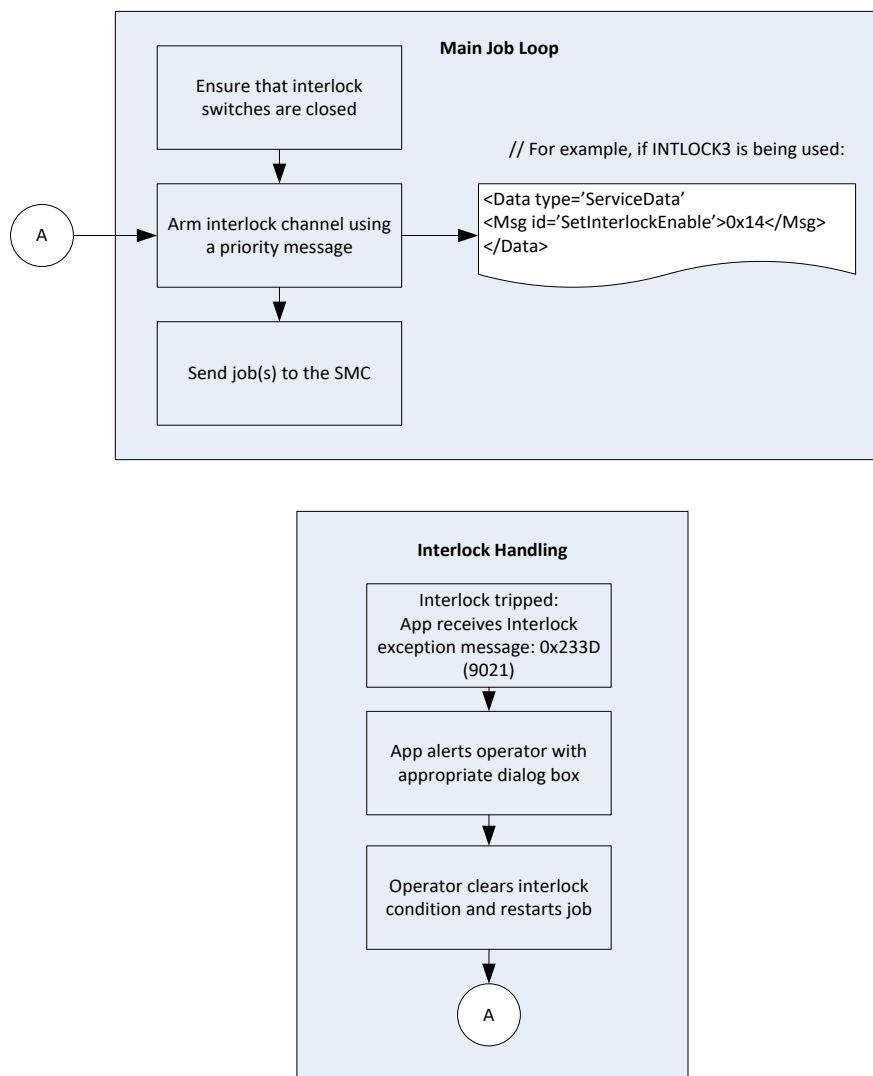 Main Job Loop
Ensure that interlock
switches are closed
// For example, if INTLOCK3 is being used:
A
Arm interlock channel using
a priority message
<Data type=’ServiceData’
<Msg id=’SetInterlockEnable’>0x14</Msg>
</Data>
Send job(s) to the SMC
Interlock Handling
Interlock tripped:
App receives Interlock
exception message: 0x233D
(9021)
App alerts operator with
appropriate dialog box
Operator clears interlock
condition and restarts job
A